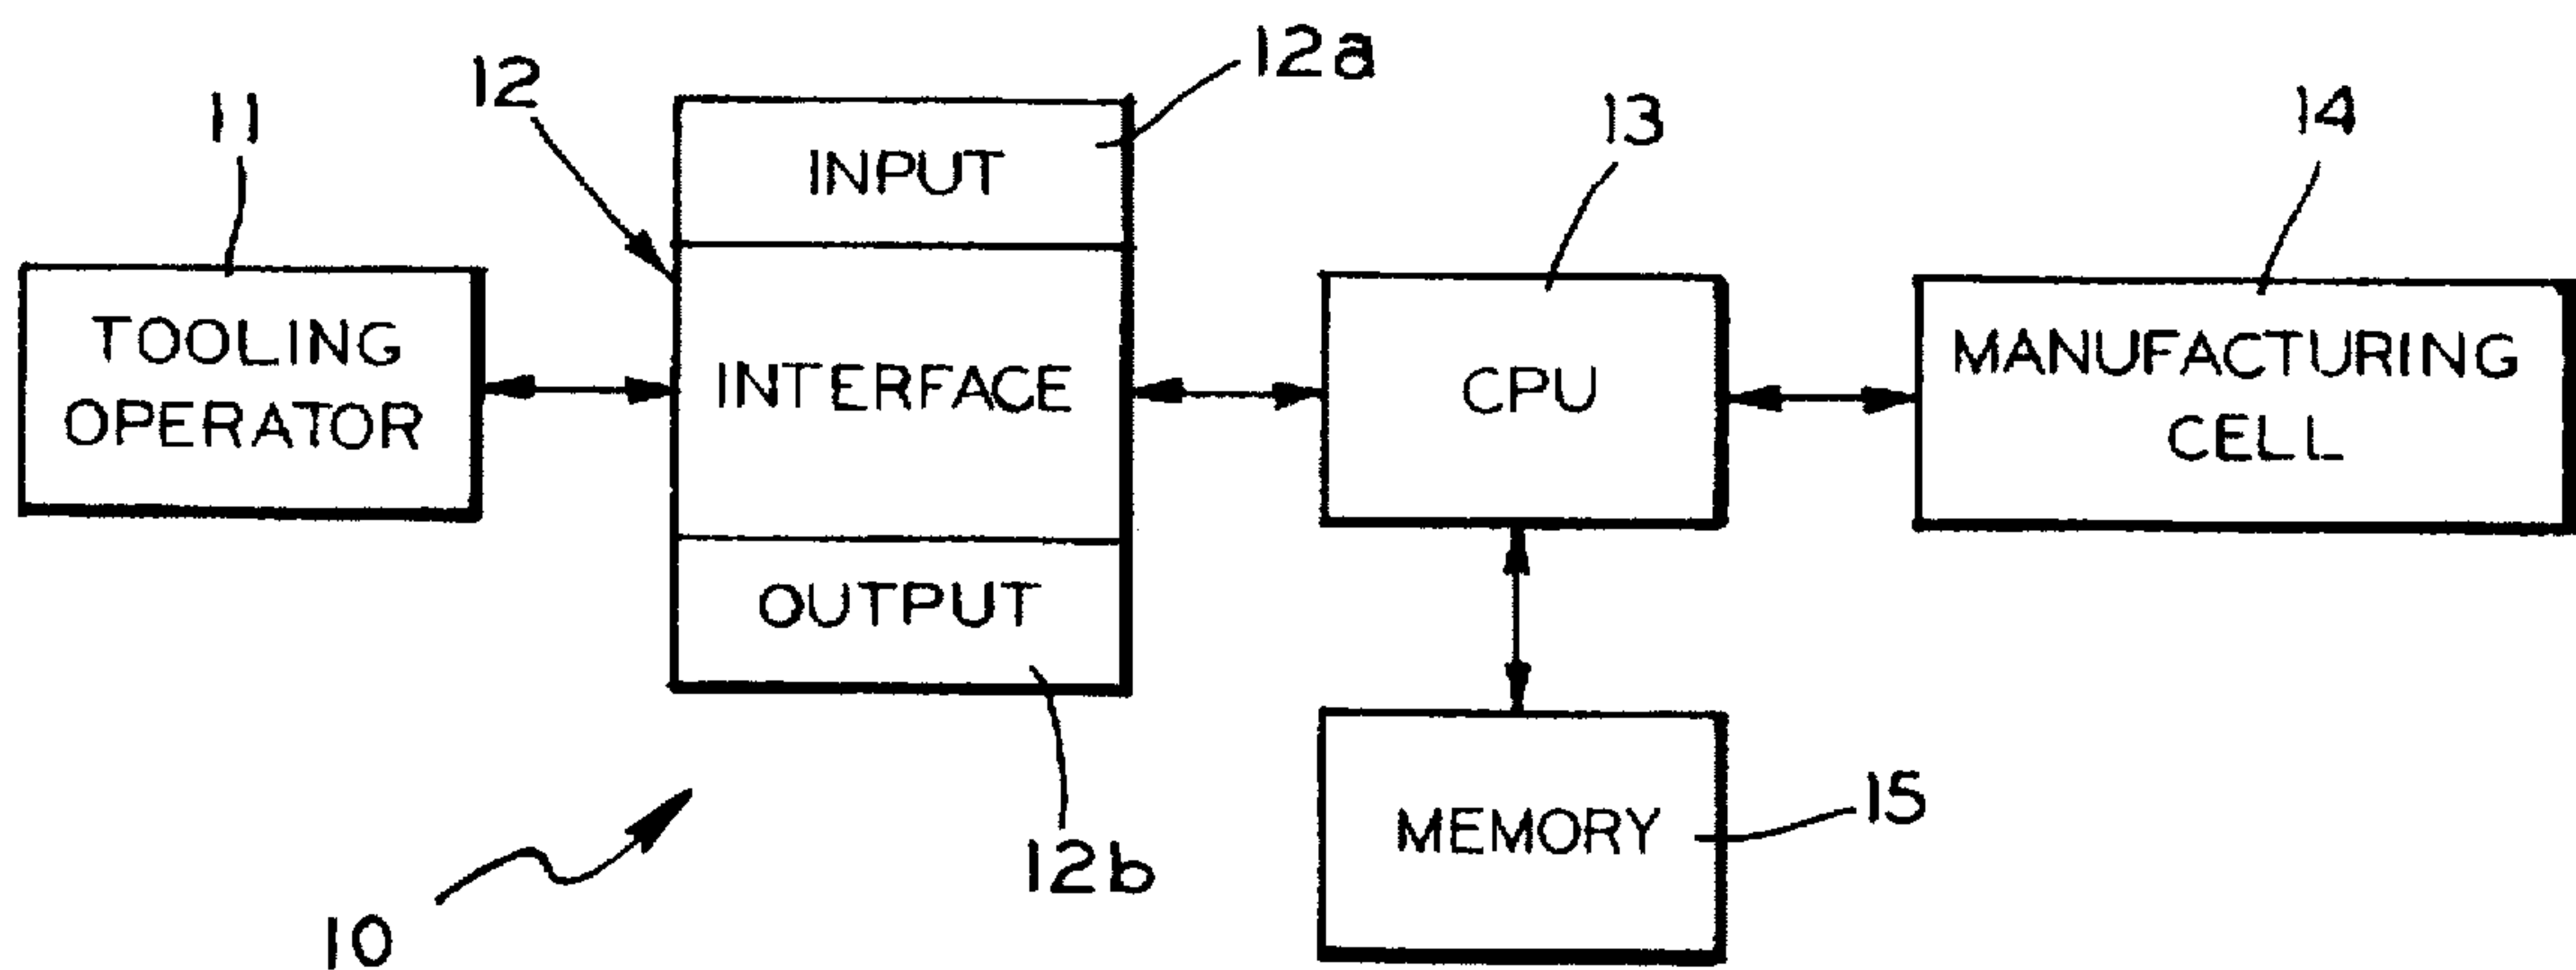 12a
12
11
13
14
INPUT
TOOLING
OPERATOR
INTERFACE
CPU
MANUFACTURING
CELL
OUTPUT
MEMORY
15
12b
10